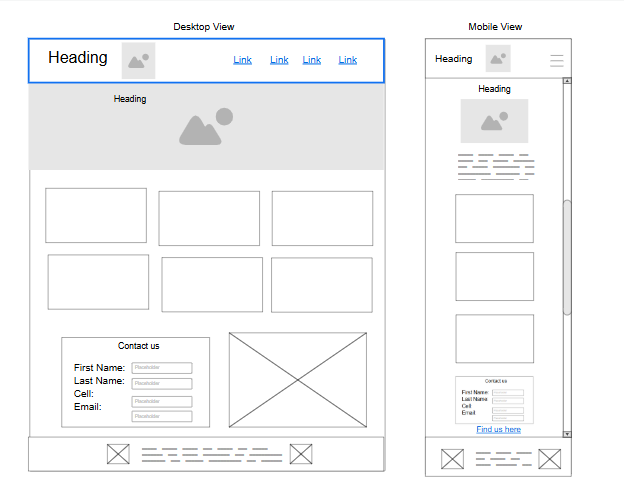 Desktop View
Heading
Link Link Link Link
Heading
Contact us
First Name: Placeholder
Last Name: Placeholder
Cell: Placeholder
Email: Placeholder
Mobile View
Heading
Heading
Contact us
First Name:
Last Name
Cell
Email
Find us here